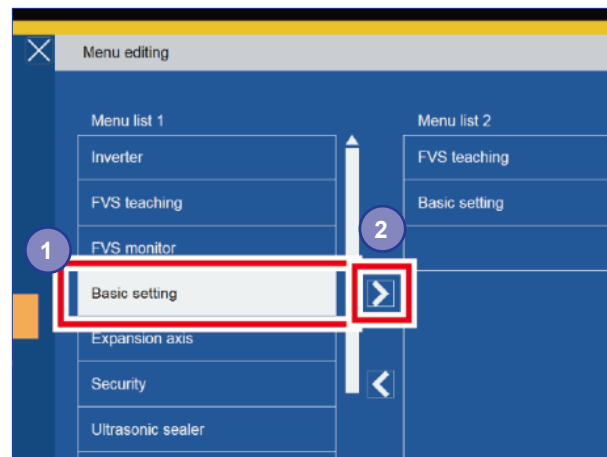 Menu editing
Menu list 1
Inverter
FVS teaching
FVS monitor
1
Basic setting
Expansion axis
Security
Ultrasonic sealer
2
Menu list 2
FVS teaching
Basic setting